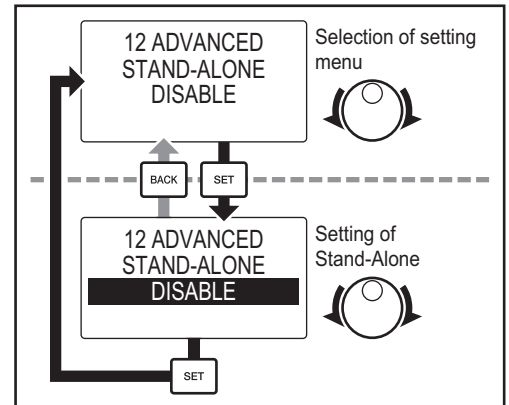 12 ADVANCED
STAND-ALONE
DISABLE
Selection of setting
menu
BACK
SET
12 ADVANCED
STAND-ALONE
DISABLE
Setting of
Stand-Alone
SET